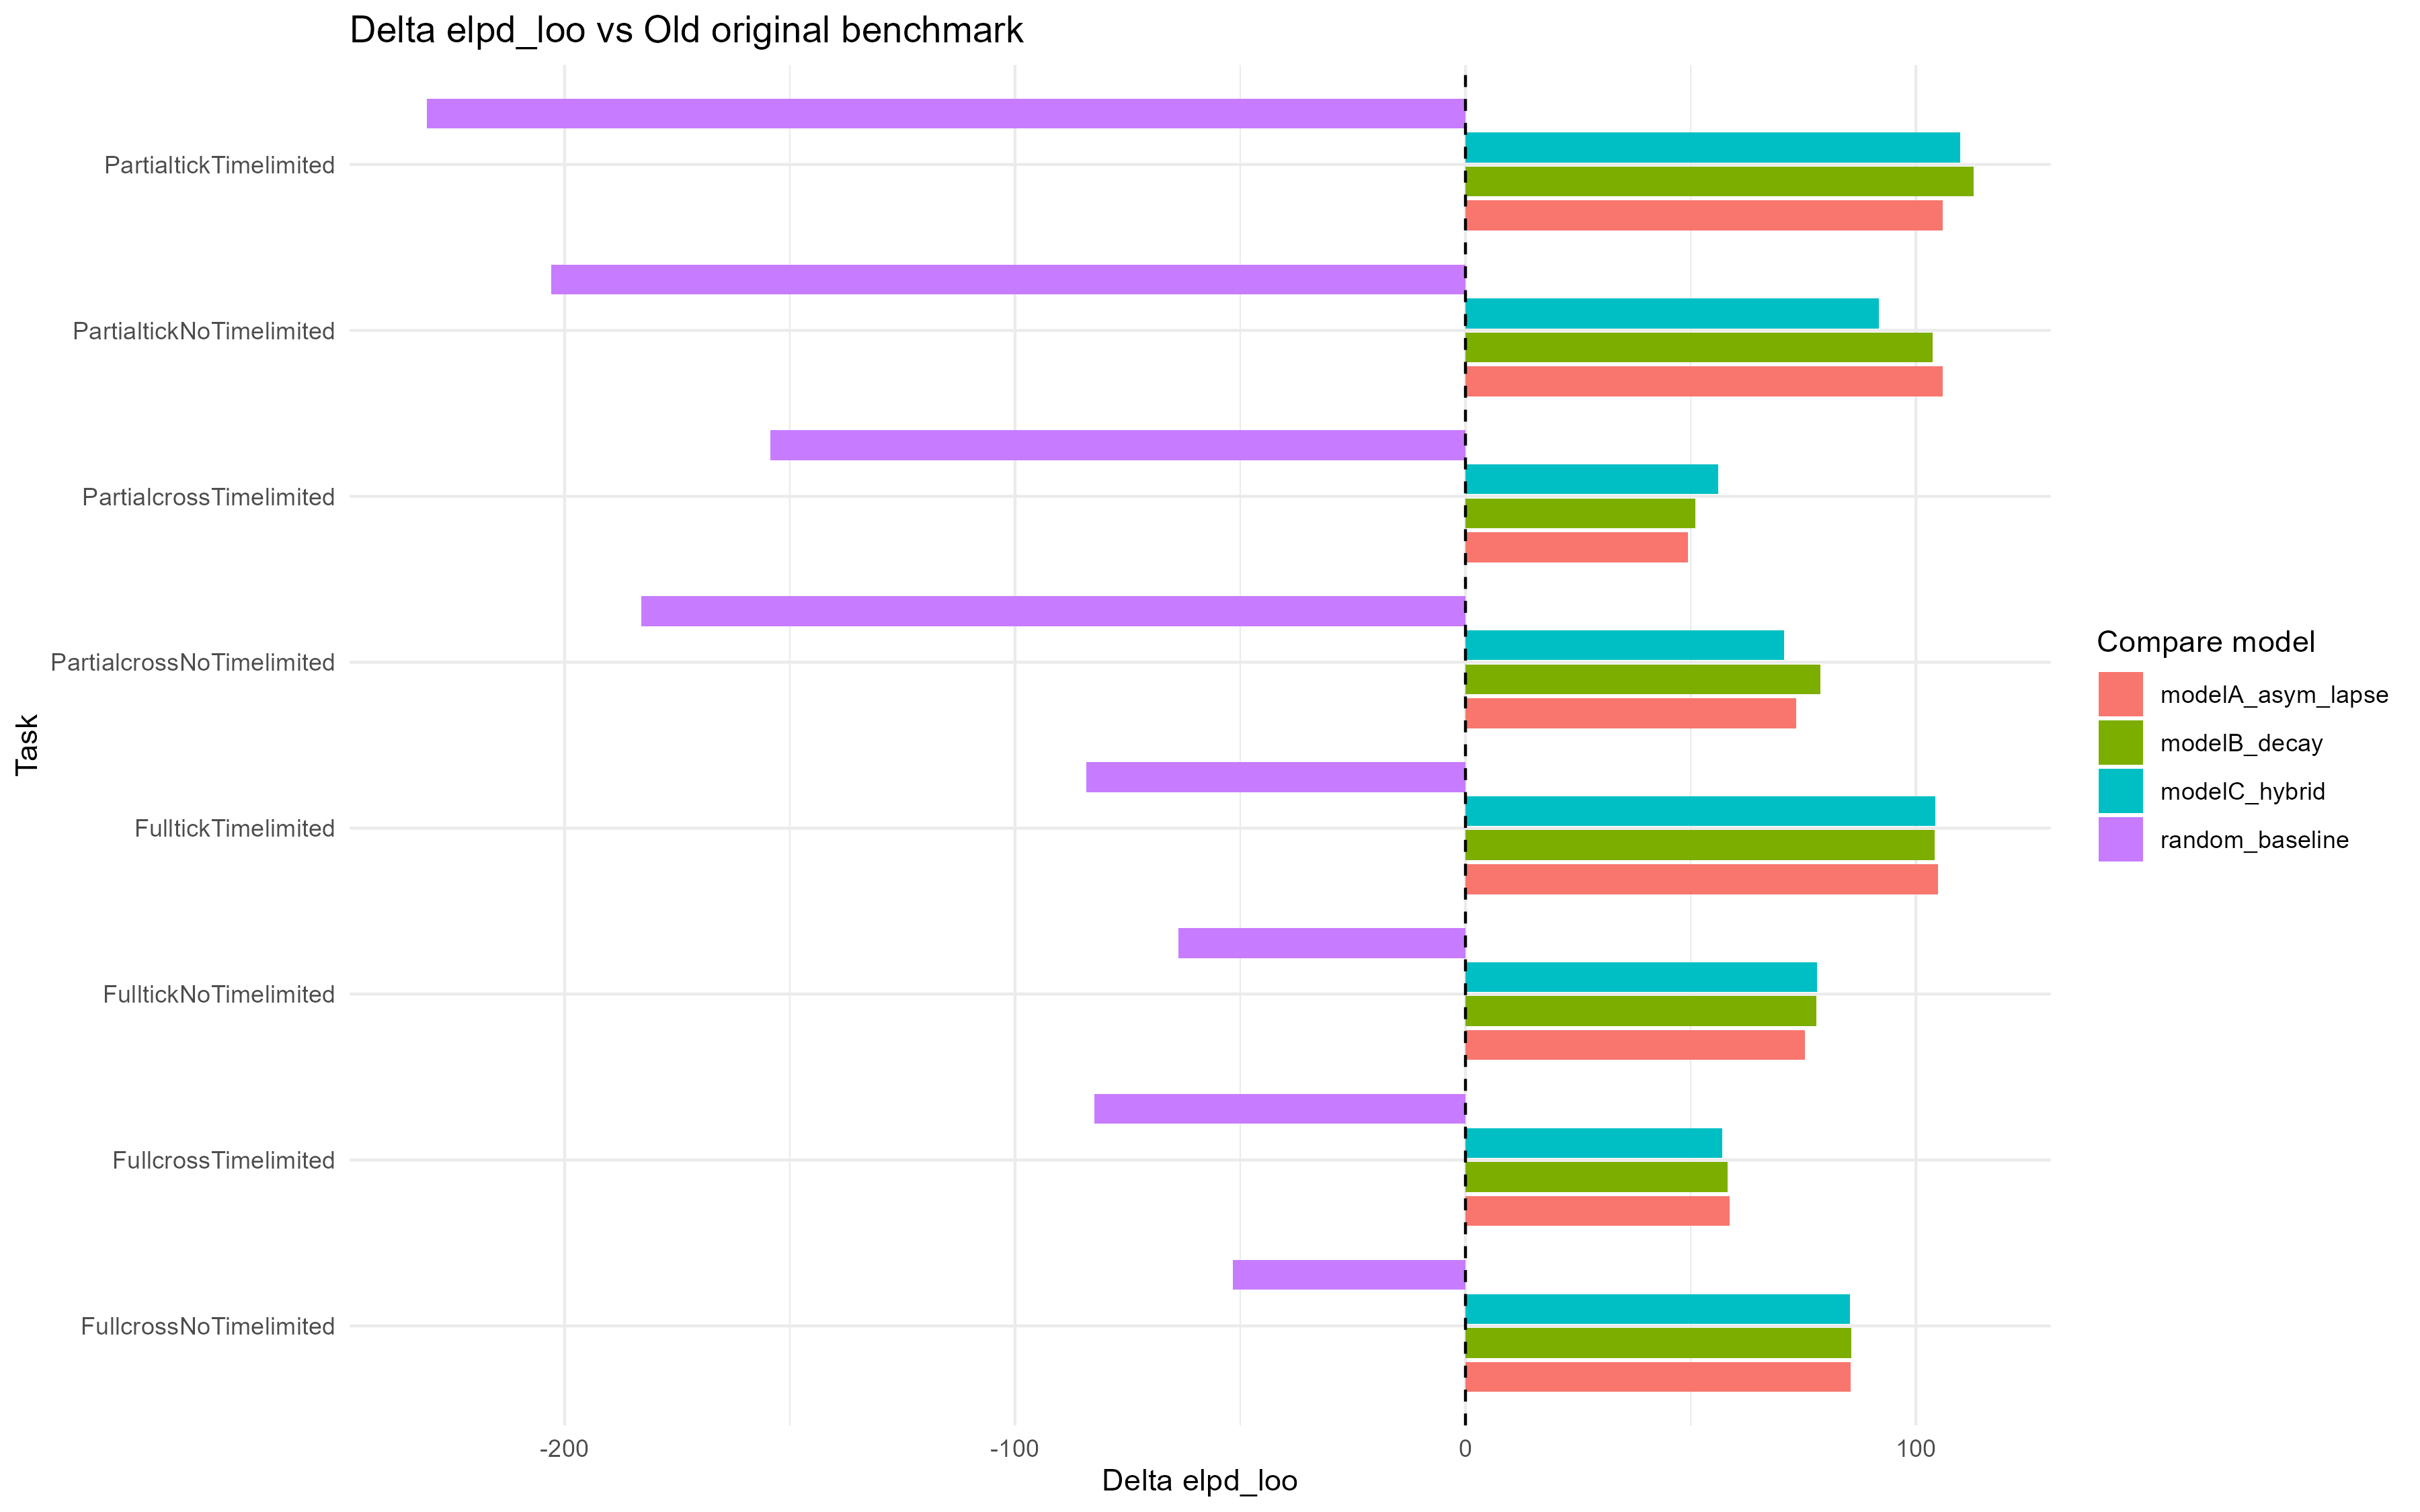 Delta elpd_loo vs Old original benchmark
PartialtickTimelimited
PartialtickNoTimelimited
PartialcrossTimelimited
PartialcrossNoTimelimited
FulltickTimelimited
FulltickNoTimelimited
FullcrossTimelimited
FullcrossNoTimelimited
Task
-200
-100
0
100
Delta elpd_loo
Compare model
modelA_asym_lapse
modelB_decay
modelC_hybrid
random_baseline